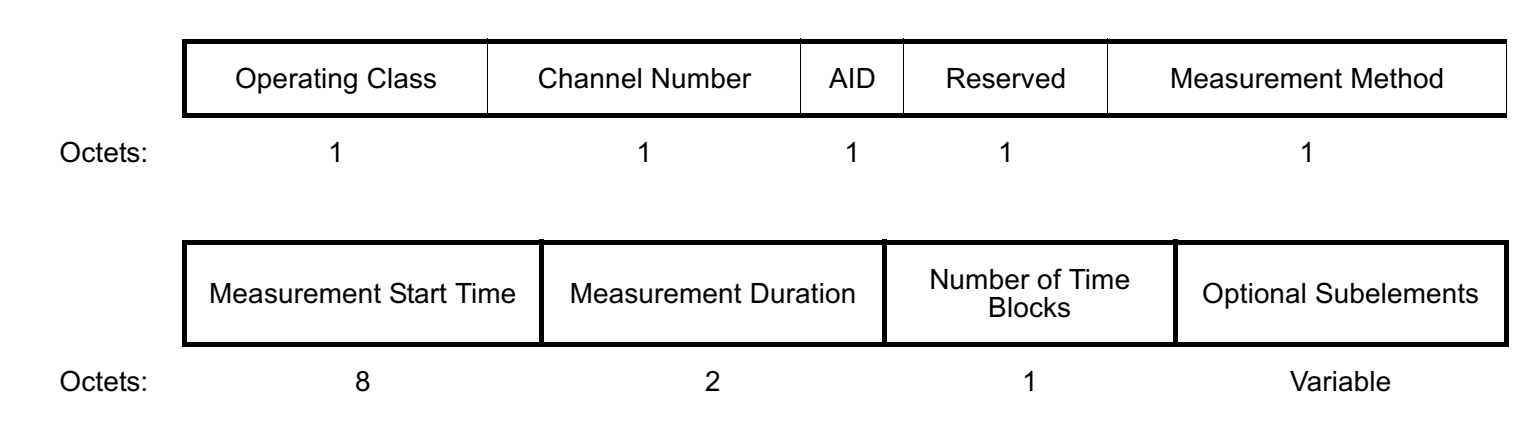 Operating Class Channel Number AID Reserved Measurement Method
Octets: 1 1 1 1 1
Measurement Start Time Measurement Duration Number of Time Blocks Optional Subelements
Octets: 8 2 1 Variable